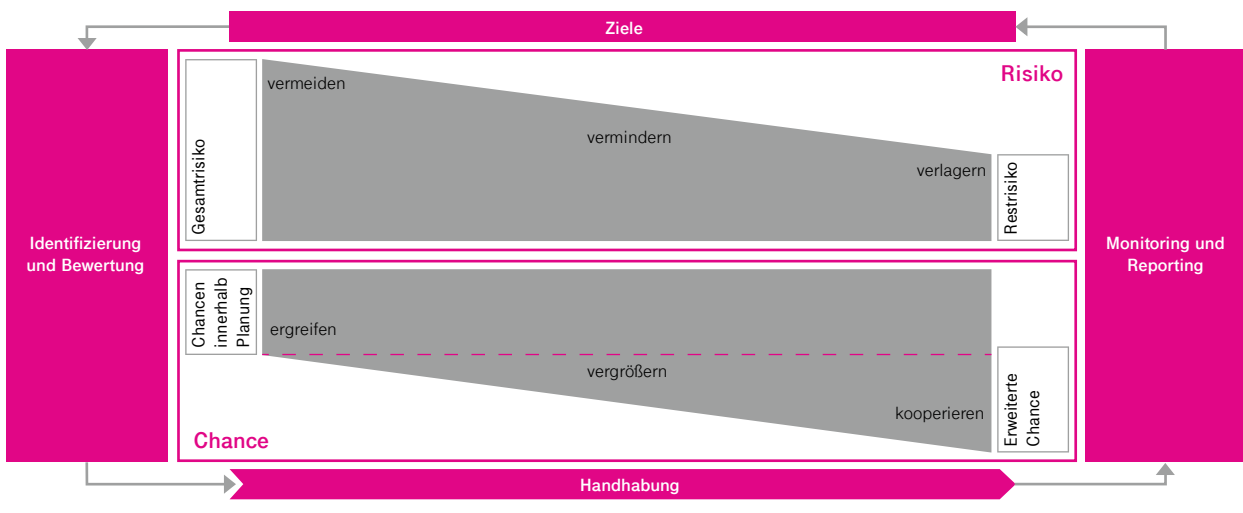 Ziele
Identifizierung
und Bewertung
Risiko
Gesamtrisiko
vermeiden
vermindern
verlagern
Restrisiko
Chancen
innerhalb
Planung
ergreifen
vergrößern
kooperieren
Erweiterte
Chance
Chance
Monitoring und
Reporting
Handhabung